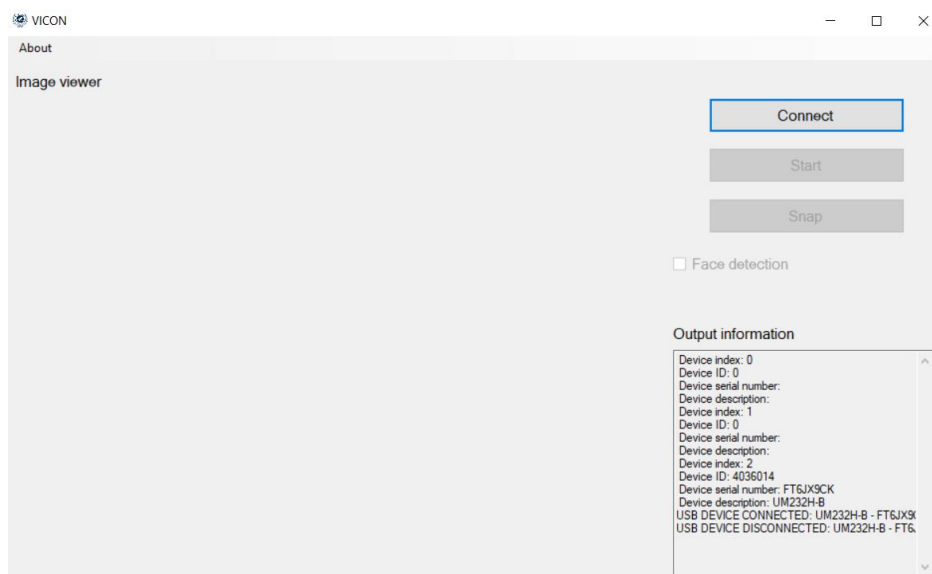 VICON
About
Image viewer
Connect
Start
Snap
Face detection
Output information
Device index: 0
Device ID: 0
Device serial number:
Device description:
Device index: 1
Device ID: 0
Device serial number:
Device description:
Device index: 2
Device ID: 4036014
Device serial number: FT6JX9CK
Device description: UM232H-B
USB DEVICE CONNECTED: UM232H-B - FT6JX9
USB DEVICE DISCONNECTED: UM232H-B - FT6